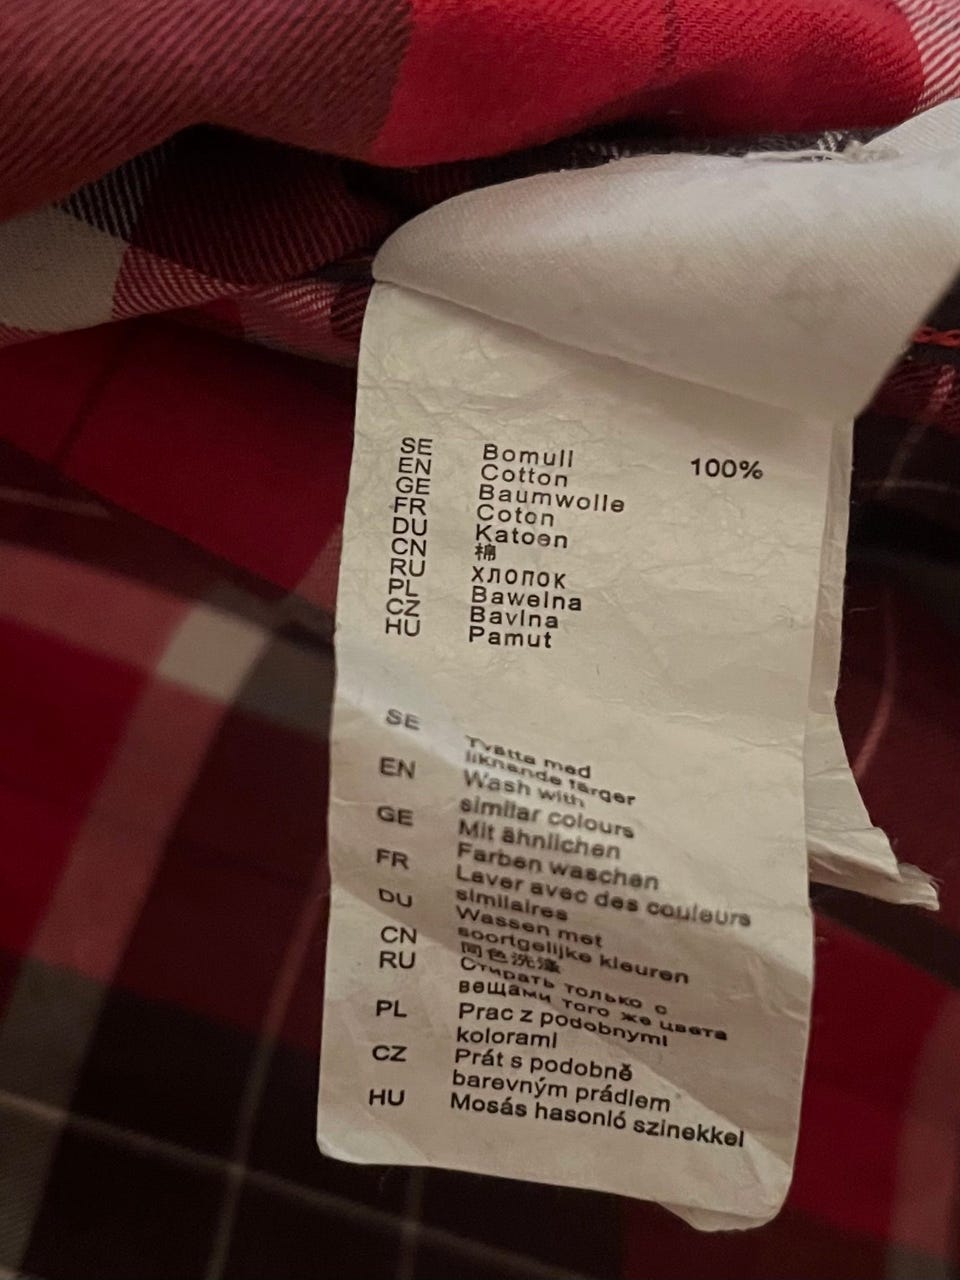 SE Bomull 100%
EN Cotton
GE Baumwolle
FR Coton
DU Katoen
CN 棉
RU хлопок
PL Bawelna
CZ Bavlna
HU Pamut
SE Tvätta med
liknande färger
EN Wash with
similar colours
GE Mit ähnlichen
Farben waschen
FR Laver avec des couleurs
similaires
DU Wassen met
soortgelijke kleuren
CN 同色洗滌
RU Стирать только с
вещами того же цвета
PL Prac z podobnymi
kolorami
CZ Prát s podobně
barevným prádlem
HU Mosás hasonló szinekkel